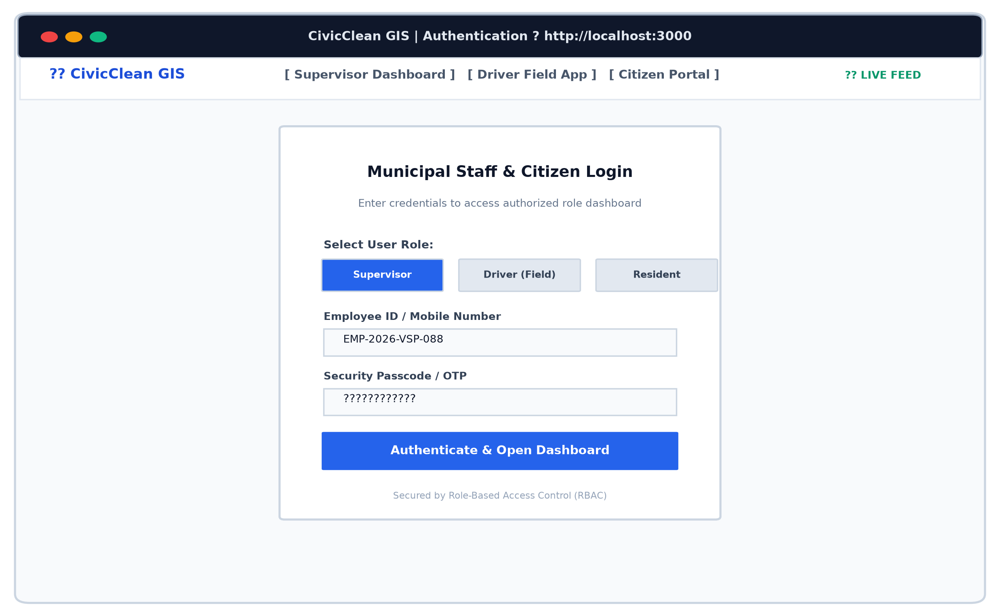 CivicClean GIS | Authentication ? http://localhost:3000
?? CivicClean GIS
[ Supervisor Dashboard ] [ Driver Field App ] [ Citizen Portal ]
?? LIVE FEED
Municipal Staff & Citizen Login
Enter credentials to access authorized role dashboard
Select User Role:
Supervisor
Driver (Field)
Resident
Employee ID / Mobile Number
EMP-2026-VSP-088
Security Passcode / OTP
????????????
Authenticate & Open Dashboard
Secured by Role-Based Access Control (RBAC)